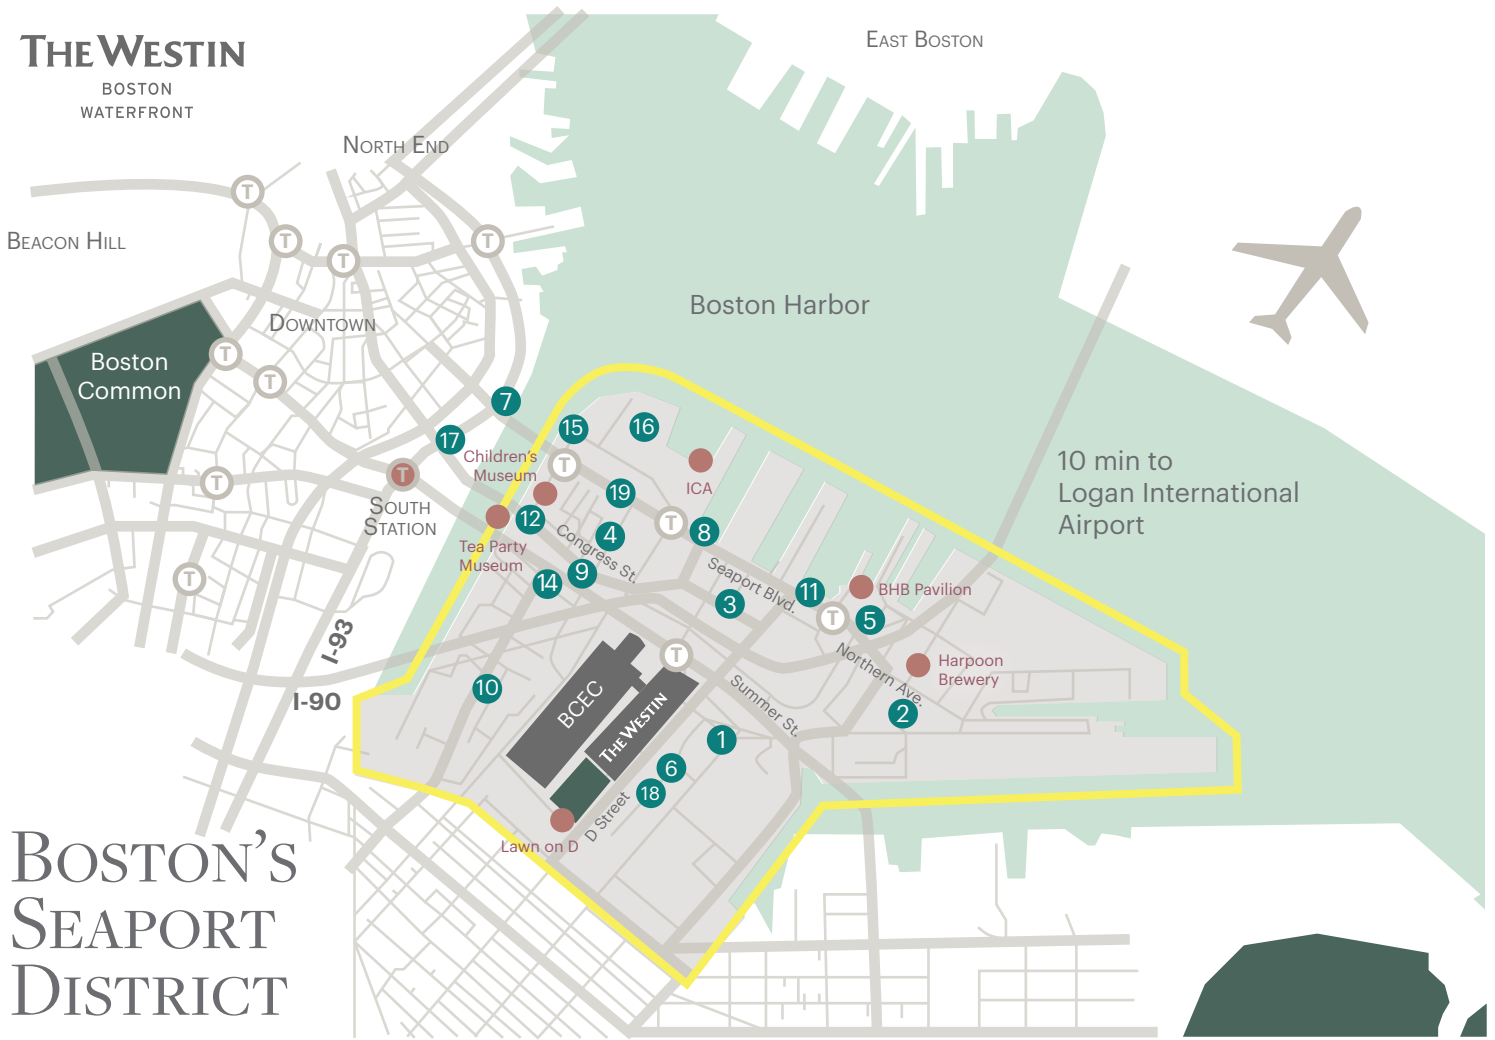 THE WESTIN
BOSTON
WATERFRONT
EAST BOSTON
NORTH END
T
T
T
T
BEACON HILL
Boston Harbor
DOWNTOWN
Boston
Common
T
T
7
15
16
17
Children's
Museum
T
10 min to
Logan International
Airport
T
T
ICA
19
SOUTH
STATION
12
T
8
4
Congress St.
Tea Party
Museum
T
14
9
Seaport Blvd.
3
11
BHB Pavilion
T
5
I-93
T
Northern Ave.
Harpoon
Brewery
10
I-90
BCEC
THE WESTIN
Summer St.
2
1
6
18
D Street
Lawn on D
BOSTON'S
SEAPORT
DISTRICT